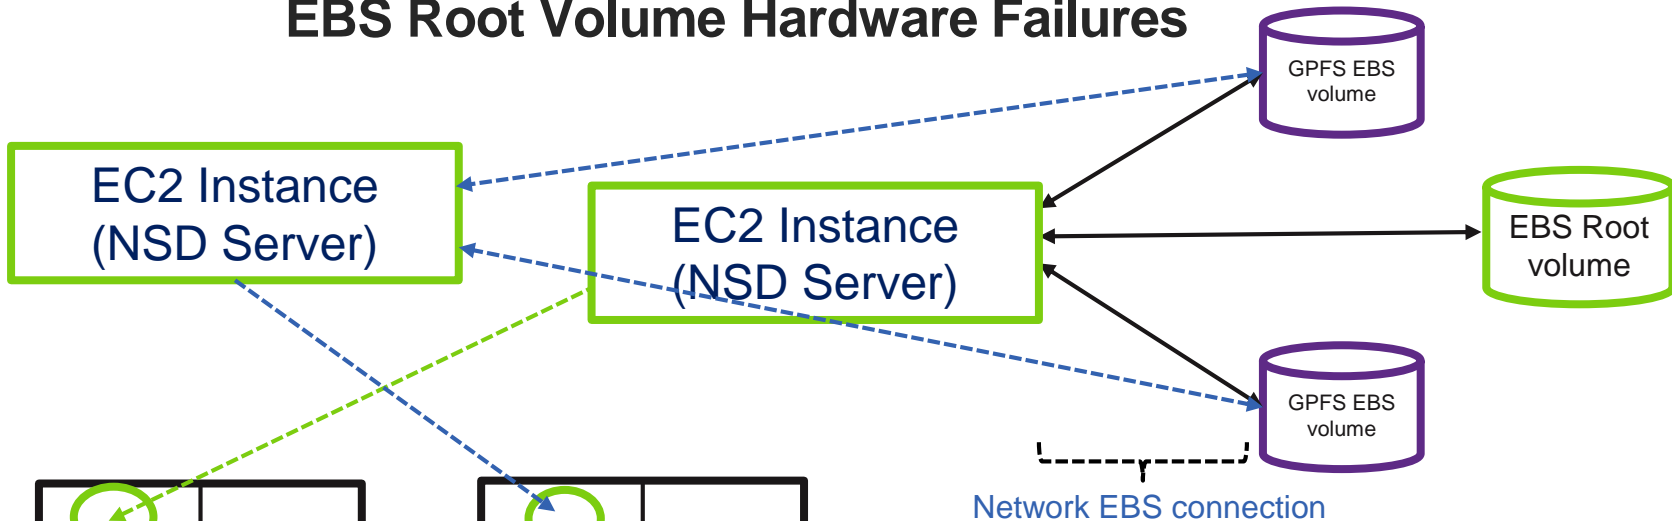 EBS Root Volume Hardware Failures
GPFS EBS
volume
EC2 Instance
(NSD Server)
EC2 Instance
(NSD Server)
EBS Root
volume
GPFS EBS
volume
Network EBS connection